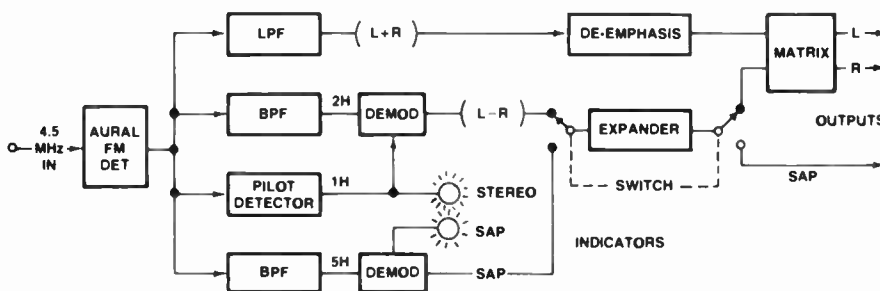 LPF
( L+R )
DE-EMPHASIS
MATRIX
L
R
BPF
2H
DEMOD
( L-R )
EXPANDER
OUTPUTS
4.5
MHz
IN
AURAL
FM
DET
PILOT
DETECTOR
1H
STEREO
SWITCH
SAP
SAP
INDICATORS
BPF
5H
DEMOD
SAP